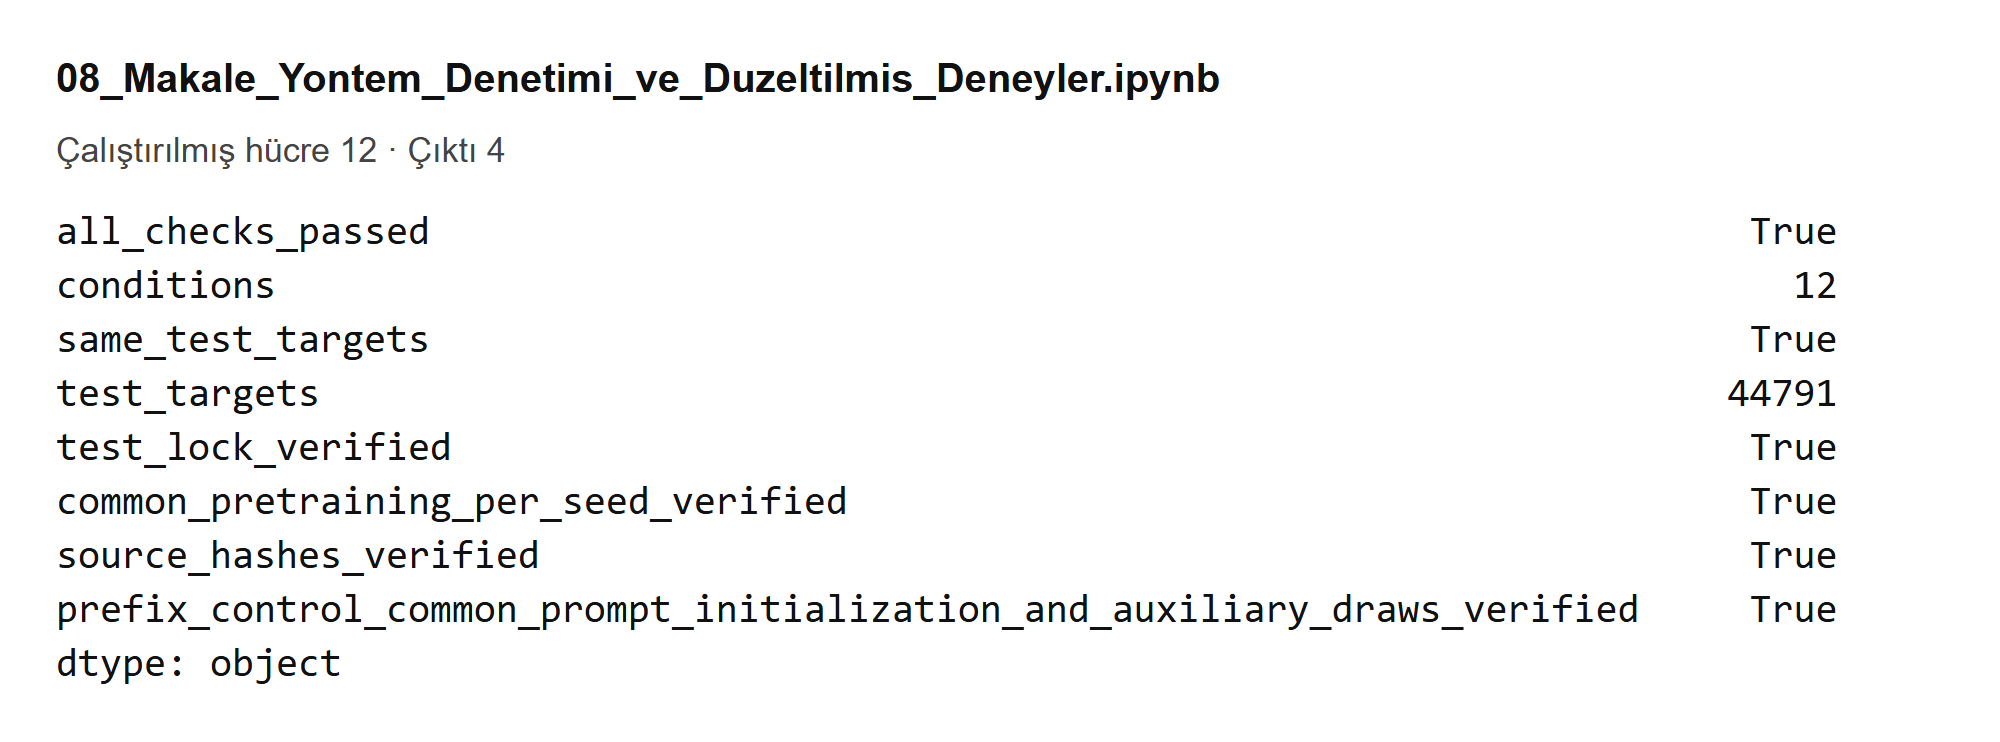 08_Makale_Yontem_Denetimi_ve_Duzeltilmis_Deneyler.ipynb
Çalıştırılmış hücre 12 · Çıktı 4
all_checks_passed True
conditions 12
same_test_targets True
test_targets 44791
test_lock_verified True
common_pretraining_per_seed_verified True
source_hashes_verified True
prefix_control_common_prompt_initialization_and_auxiliary_draws_verified True
dtype: object